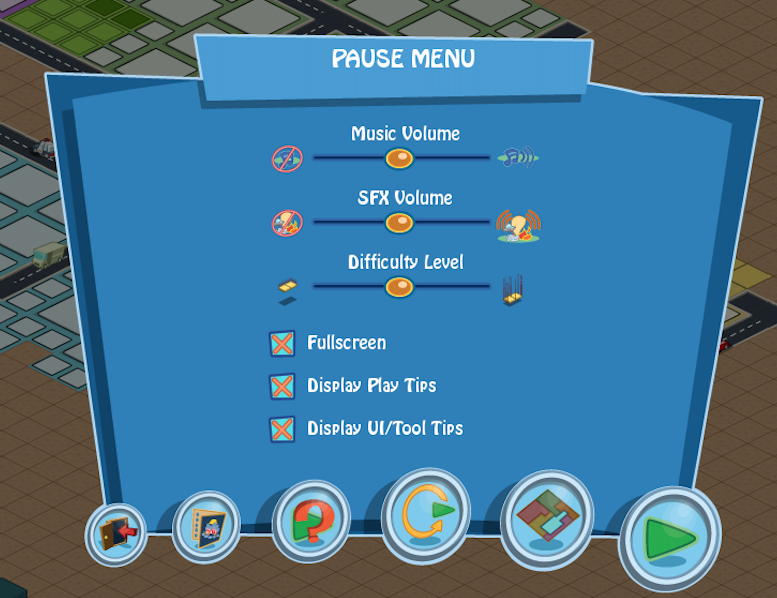 PAUSE MENU
Music Volume
SFX Volume
Difficulty Level
Fullscreen
Display Play Tips
Display UI/Tool Tips